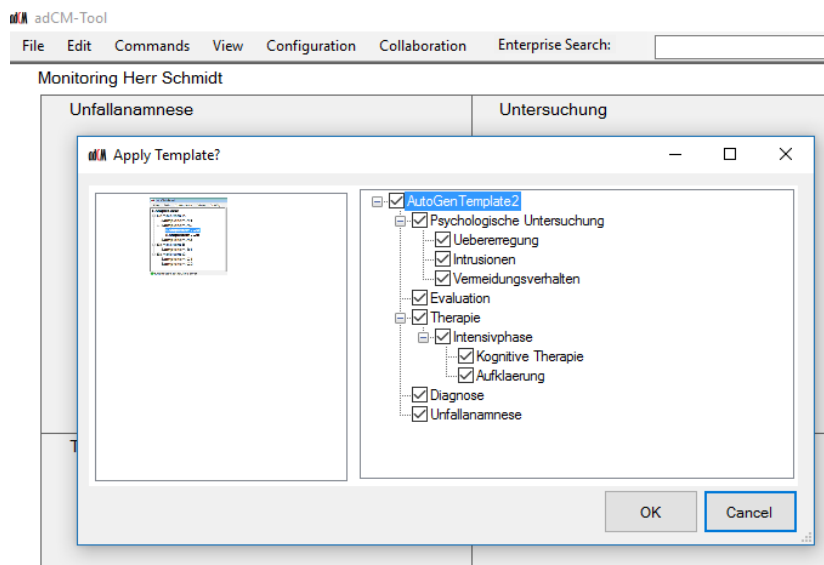 adCM-Tool
File Edit Commands View Configuration Collaboration Enterprise Search:
Monitoring Herr Schmidt
Unfallanamnese Untersuchung
Apply Template?
AutoGenTemplate2
Psychologische Untersuchung
Uebererregung
Intrusionen
Vermeidungsverhalten
Evaluation
Therapie
Intensivphase
Kognitive Therapie
Aufklaerung
Diagnose
Unfallanamnese
OK Cancel